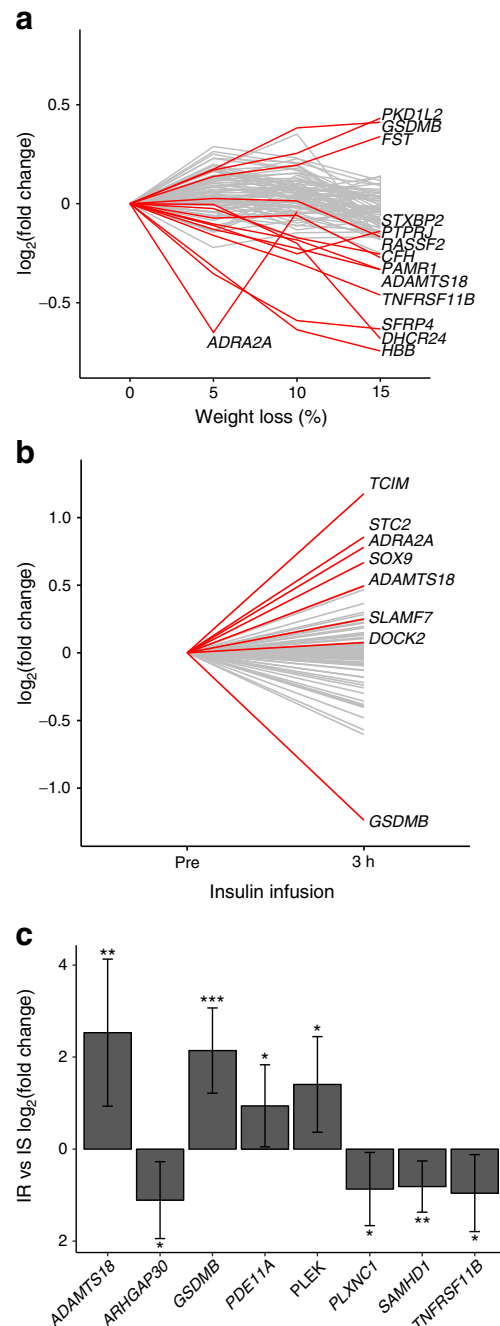 a
log2(fold change)
0.5
0
−0.5
0
5
10
15
Weight loss (%)
PKD1L2
GSDMB
FST
STXBP2
PTPRJ
RASSF2
CFH
PAMR1
ADAMTS18
TNFRSF11B
SFRP4
DHCR24
HBB
ADRA2A
b
log2(fold change)
1.0
0.5
0
−0.5
−1.0
Pre
3 h
Insulin infusion
TCIM
STC2
ADRA2A
SOX9
ADAMTS18
SLAMF7
DOCK2
GSDMB
c
IR vs IS log2(fold change)
4
2
0
2
**
*
***
*
*
*
**
*
ADAMTS18
ARHGAP30
GSDMB
PDE11A
PLEK
PLXNC1
SAMHD1
TNFRSF11B